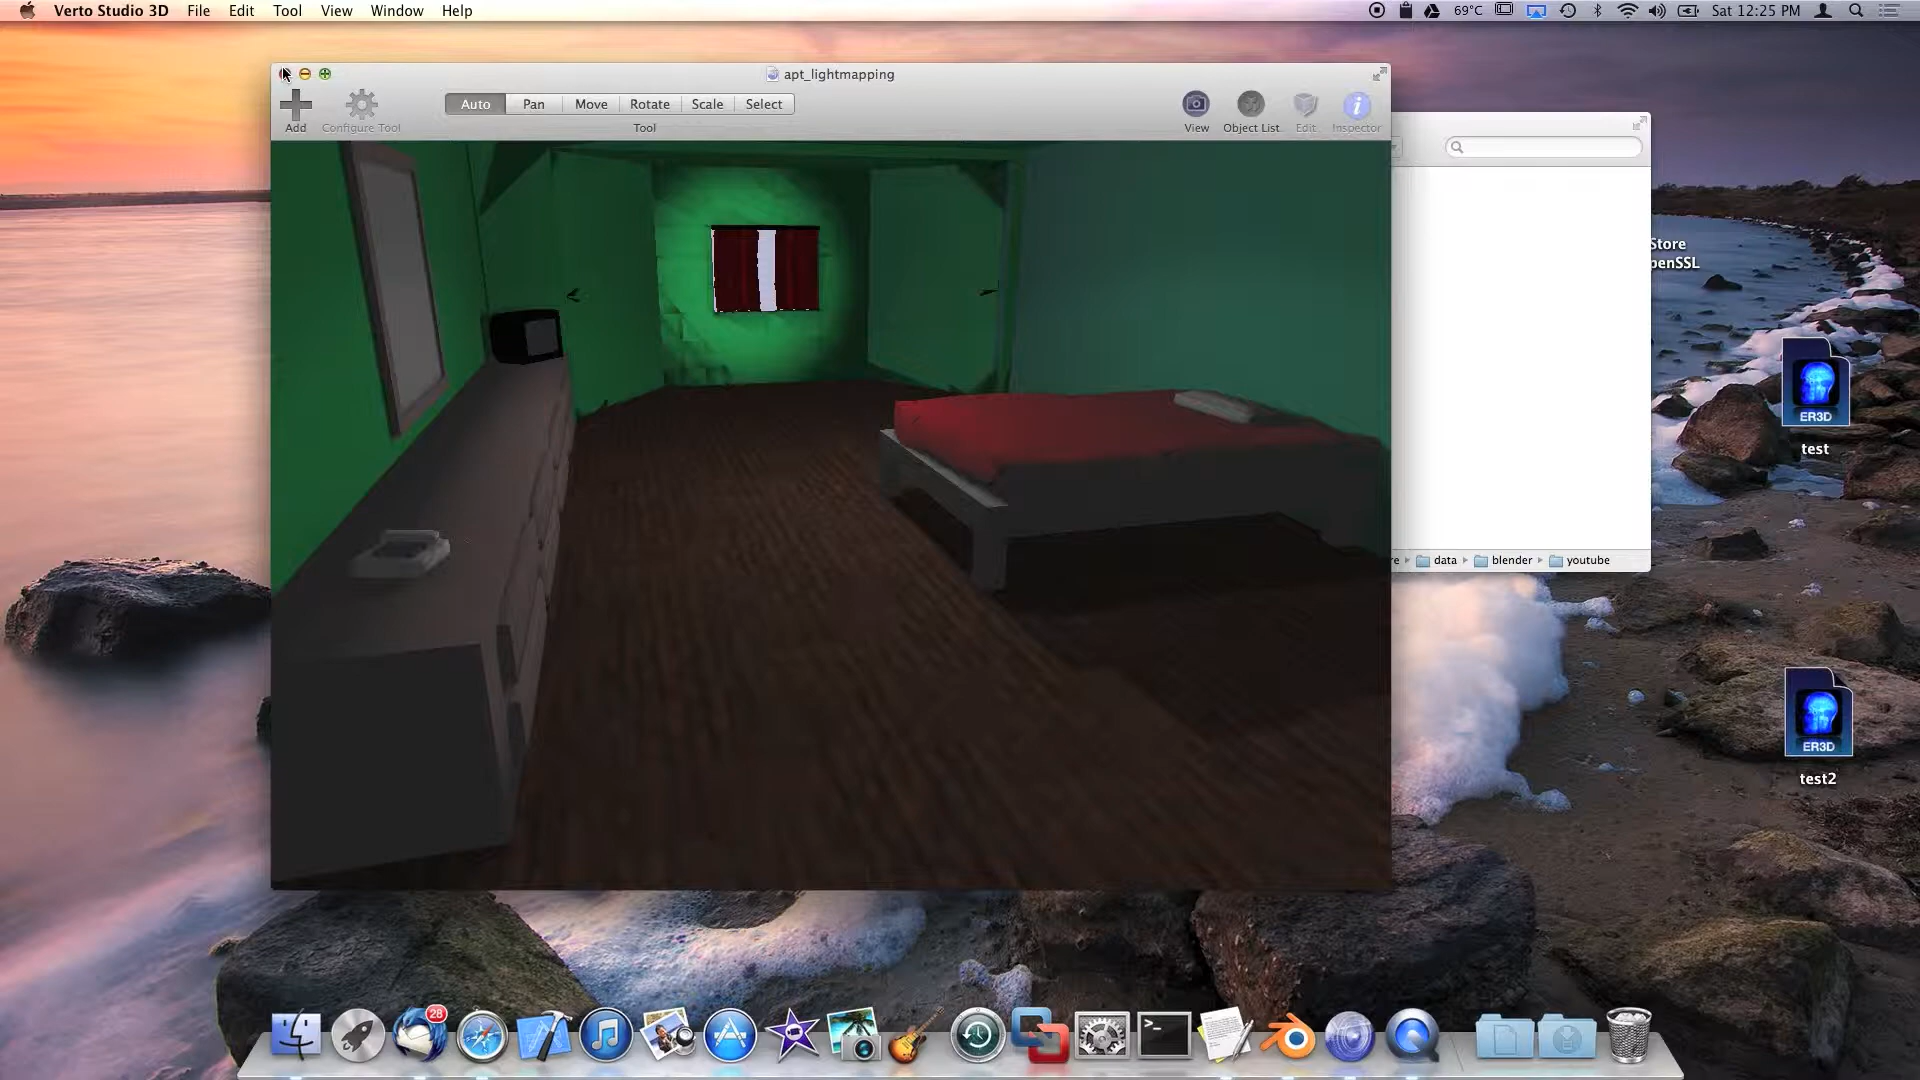 Verto Studio 3D File Edit Tool View Window Help 69°C Sat 12:25 PM
apt_lightmapping
Auto Pan Move Rotate Scale Select
Add Configure Tool Tool View Object List Edit Inspector
Store
penSSL
ER3D
test
re data blender youtube
ER3D
test2
28